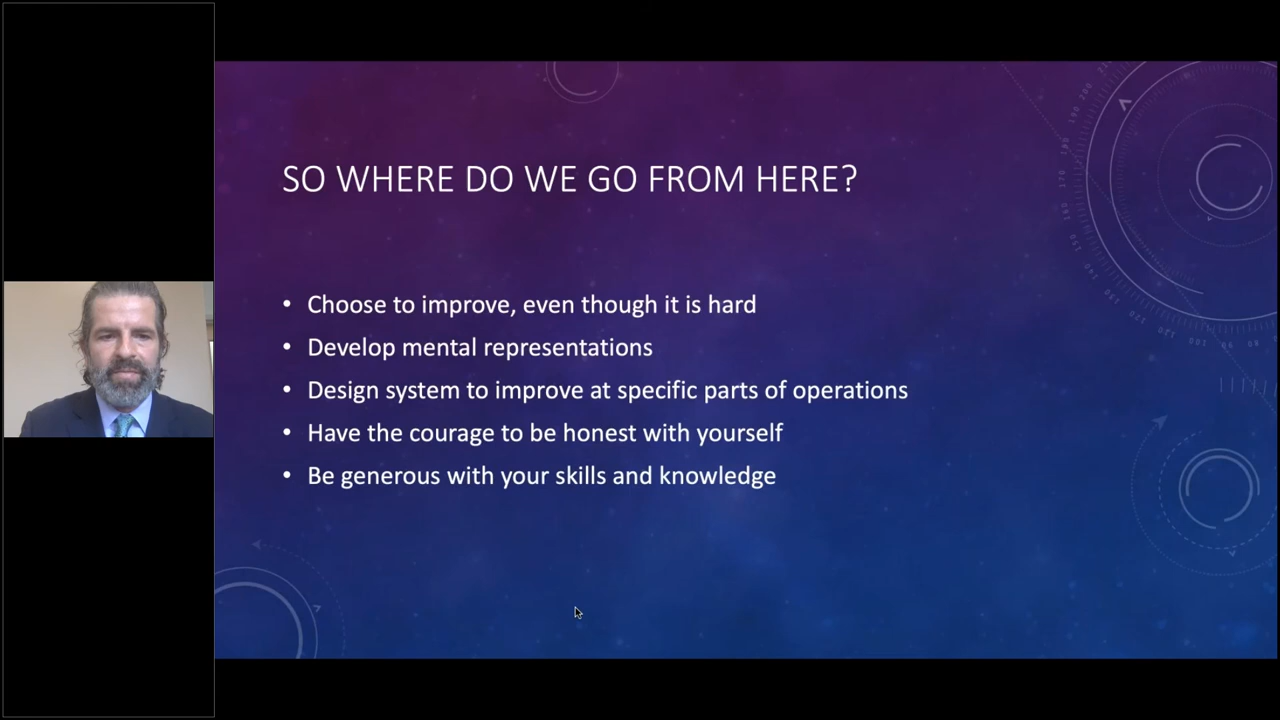 SO WHERE DO WE GO FROM HERE?
• Choose to improve, even though it is hard
• Develop mental representations
• Design system to improve at specific parts of operations
• Have the courage to be honest with yourself
• Be generous with your skills and knowledge